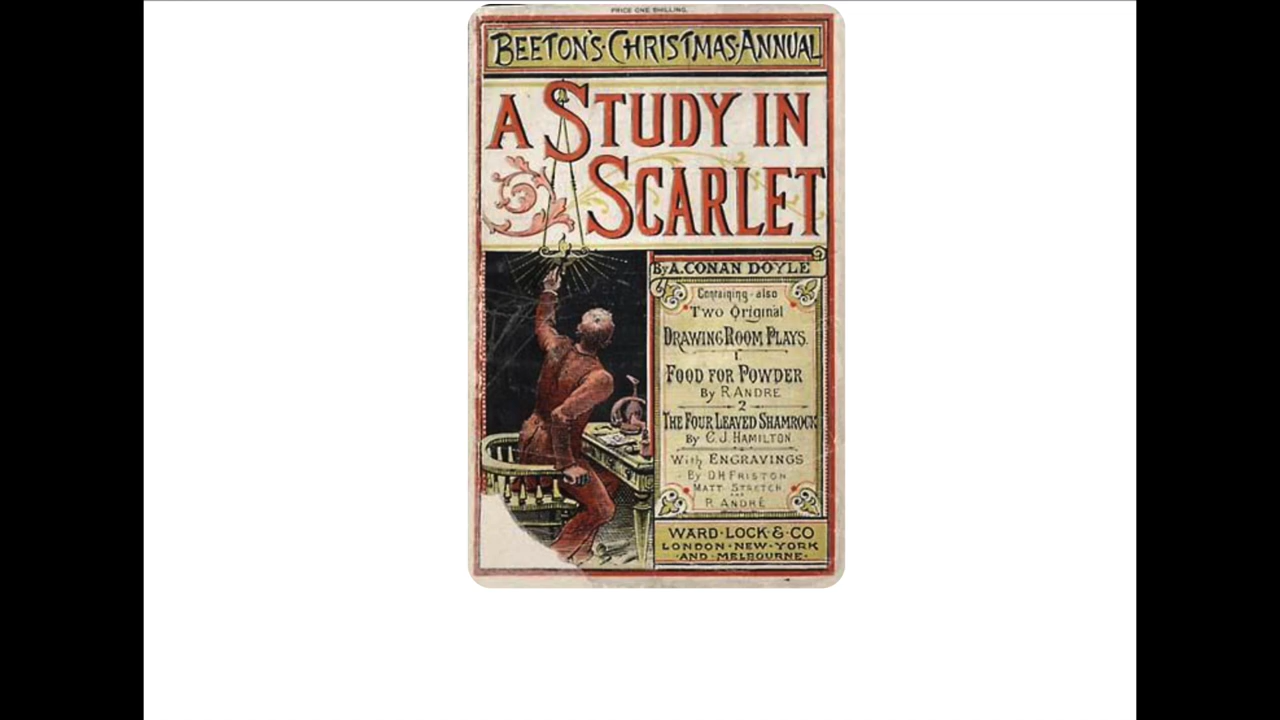 PRICE ONE SHILLING.
BEETON'S·CHRISTMAS·ANNUAL
A STUDY IN
SCARLET
By A. CONAN DOYLE
Containing also
Two Original
DRAWING ROOM PLAYS.
1.
FOOD FOR POWDER
By R. ANDRE
2
THE FOUR LEAVED SHAMROCK
By C. J. HAMILTON.
With ENGRAVINGS
By D H FRISTON
MATT STRETCH
AND
R. ANDRÉ
WARD·LOCK·&·CO
LONDON·NEW·YORK
·AND·MELBOURNE·